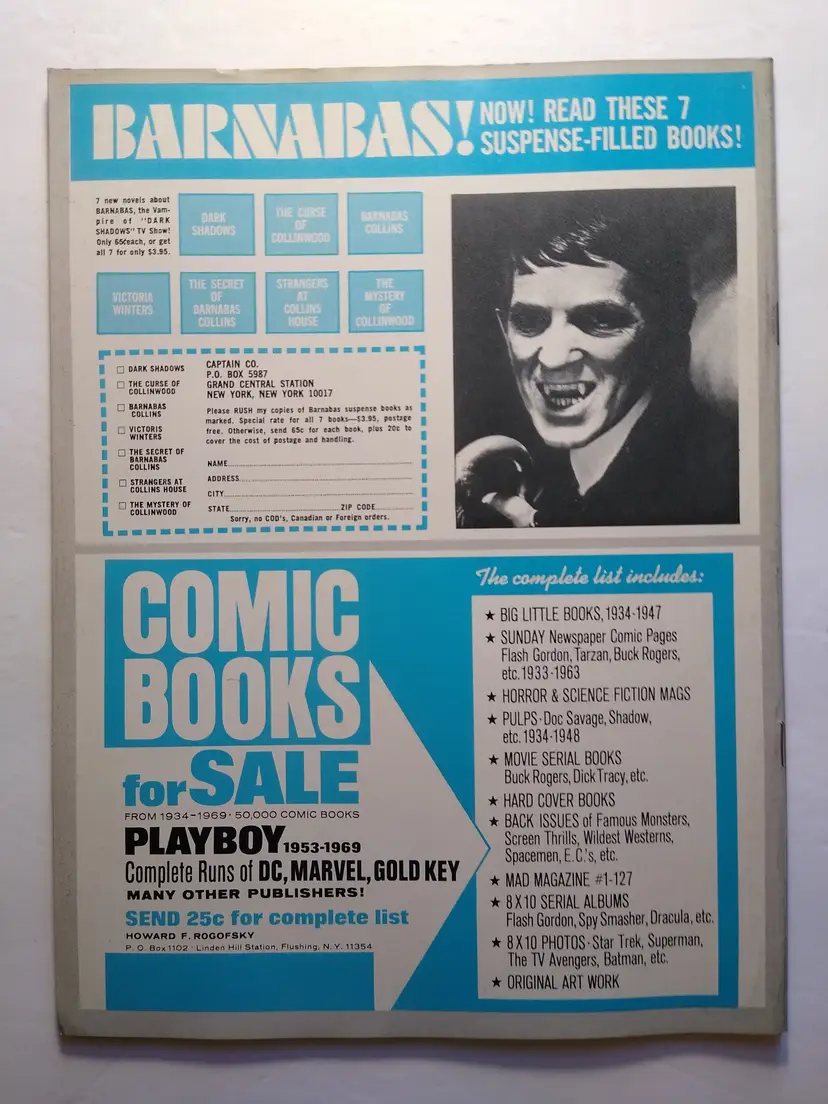 BARNABAS!
NOW! READ THESE 7
SUSPENSE-FILLED BOOKS!
7 new novels about
BARNABAS, the Vam-
pire of "DARK
SHADOWS" TV Show!
Only 65¢each, or get
all 7 for only $3.95.
DARK
SHADOWS
THE CURSE
OF
COLLINWOOD
BARNABAS
COLLINS
VICTORIA
WINTERS
THE SECRET
OF
BARNABAS
COLLINS
STRANGERS
AT
COLLINS
HOUSE
THE
MYSTERY
OF
COLLINWOOD
DARK SHADOWS
THE CURSE OF
COLLINWOOD
BARNABAS
COLLINS
VICTORIS
WINTERS
THE SECRET OF
BARNABAS
COLLINS
STRANGERS AT
COLLINS HOUSE
THE MYSTERY OF
COLLINWOOD
CAPTAIN CO.
P.O. BOX 5987
GRAND CENTRAL STATION
NEW YORK, NEW YORK 10017
Please RUSH my copies of Barnabas suspense books as
marked. Special rate for all 7 books—$3.95, postage
free. Otherwise, send 65c for each book, plus 20c to
cover the cost of postage and handling.
NAME
ADDRESS
CITY
STATE ZIP CODE
Sorry, no COD's, Canadian or Foreign orders.
COMIC
BOOKS
for SALE
FROM 1934-1969 · 50,000 COMIC BOOKS
PLAYBOY 1953-1969
Complete Runs of DC, MARVEL, GOLD KEY
MANY OTHER PUBLISHERS!
SEND 25c for complete list
HOWARD F. ROGOFSKY
P. O. Box 1102 · Linden Hill Station, Flushing, N.Y. 11354
The complete list includes:
★ BIG LITTLE BOOKS, 1934-1947
★ SUNDAY Newspaper Comic Pages
Flash Gordon, Tarzan, Buck Rogers,
etc. 1933-1963
★ HORROR & SCIENCE FICTION MAGS
★ PULPS · Doc Savage, Shadow,
etc. 1934-1948
★ MOVIE SERIAL BOOKS
Buck Rogers, Dick Tracy, etc.
★ HARD COVER BOOKS
★ BACK ISSUES of Famous Monsters,
Screen Thrills, Wildest Westerns,
Spacemen, E.C.'s, etc.
★ MAD MAGAZINE #1-127
★ 8X10 SERIAL ALBUMS
Flash Gordon, Spy Smasher, Dracula, etc.
★ 8X10 PHOTOS · Star Trek, Superman,
The TV Avengers, Batman, etc.
★ ORIGINAL ART WORK